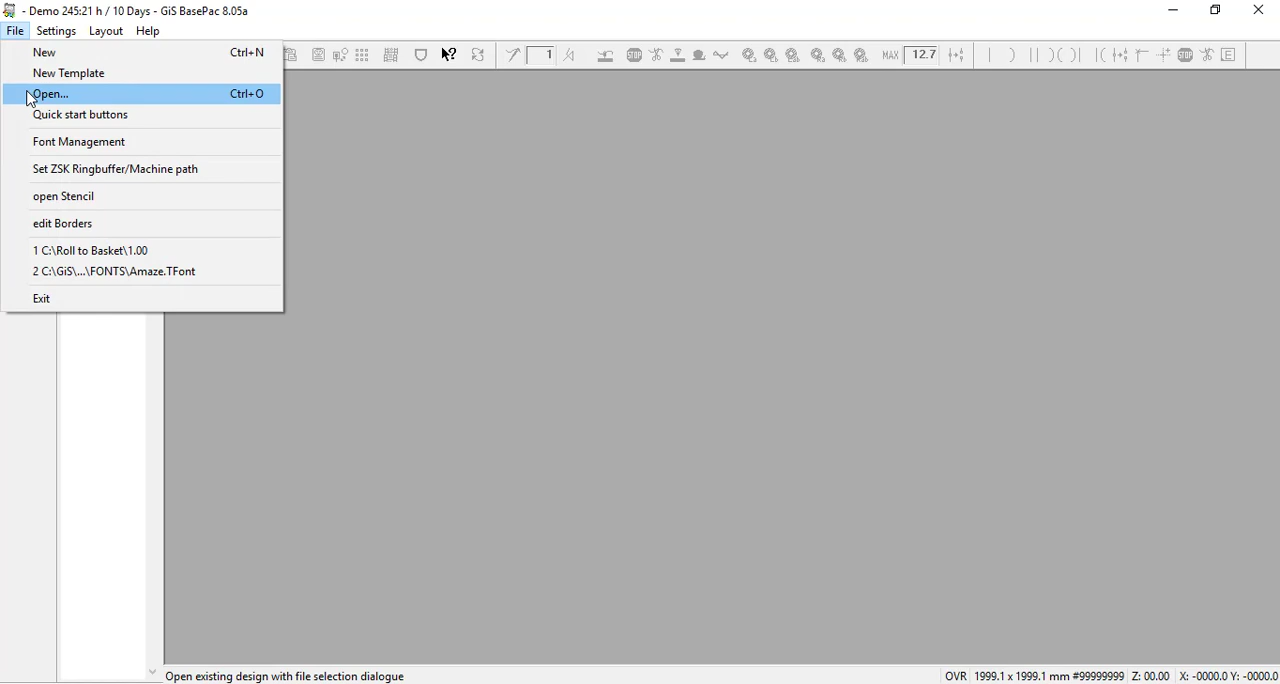 - Demo 245:21 h / 10 Days - GiS BasePac 8.05a
File Settings Layout Help
New Ctrl+N
New Template
Open... Ctrl+O
Quick start buttons
Font Management
Set ZSK Ringbuffer/Machine path
open Stencil
edit Borders
1 C:\Roll to Basket\1.00
2 C:\GiS\...\FONTS\Amaze.TFont
Exit
1 STOP MAX 12.7 STOP E
Open existing design with file selection dialogue
OVR 1999.1 x 1999.1 mm #99999999 Z: 00.00 X: -0000.0 Y: -0000.0